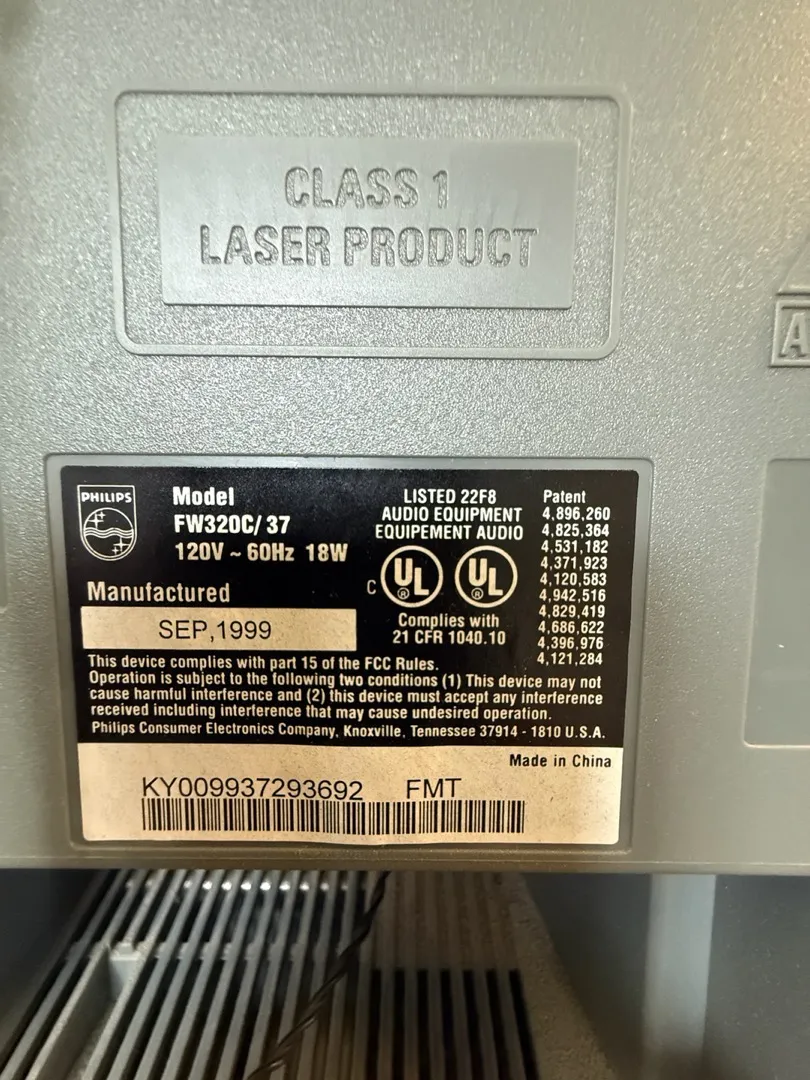 CLASS 1
LASER PRODUCT
A
PHILIPS
Model
FW320C/37
120V ~ 60Hz 18W
Manufactured
SEP,1999
LISTED 22F8
AUDIO EQUIPMENT
EQUIPEMENT AUDIO
C UL ® UL ®
Complies with
21 CFR 1040.10
Patent
4,896,260
4,825,364
4,531,182
4,371,923
4,120,583
4,942,516
4,829,419
4,686,622
4,396,976
4,121,284
This device complies with part 15 of the FCC Rules.
Operation is subject to the following two conditions (1) This device may not
cause harmful interference and (2) this device must accept any interference
received including interference that may cause undesired operation.
Philips Consumer Electronics Company, Knoxville, Tennessee 37914 - 1810 U.S.A.
Made in China
KY009937293692 FMT